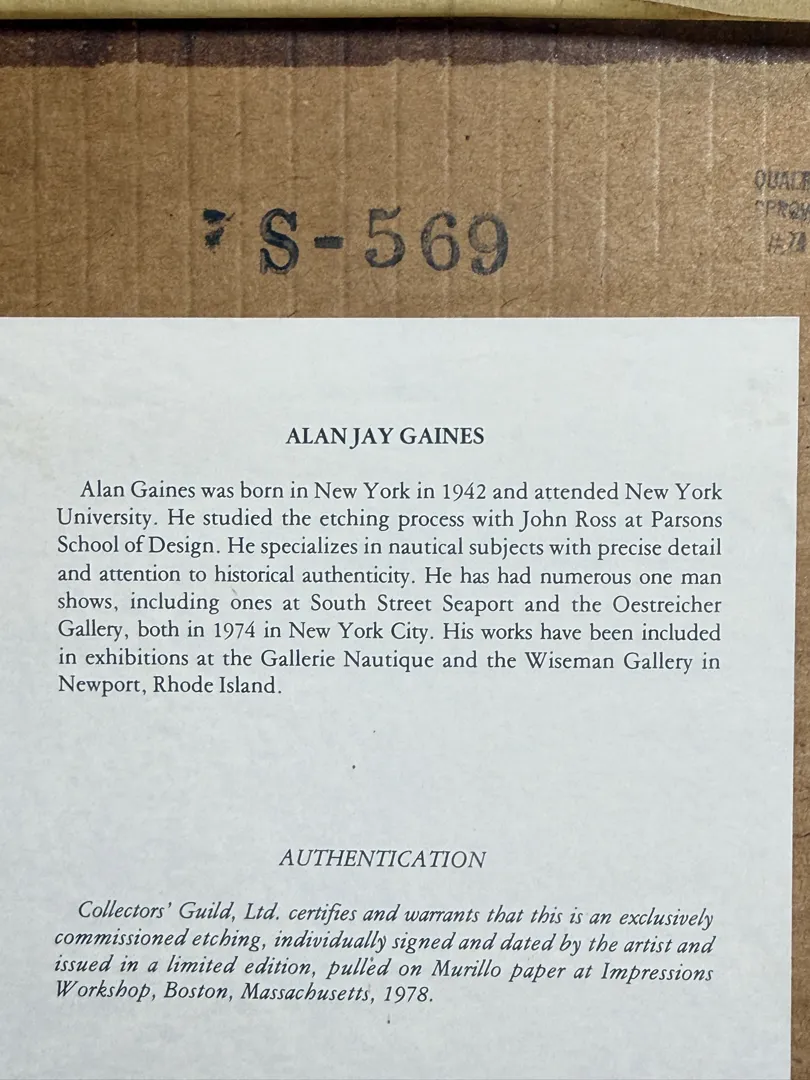 S-569
ALAN JAY GAINES
Alan Gaines was born in New York in 1942 and attended New York
University. He studied the etching process with John Ross at Parsons
School of Design. He specializes in nautical subjects with precise detail
and attention to historical authenticity. He has had numerous one man
shows, including ones at South Street Seaport and the Oestreicher
Gallery, both in 1974 in New York City. His works have been included
in exhibitions at the Gallerie Nautique and the Wiseman Gallery in
Newport, Rhode Island.
AUTHENTICATION
Collectors' Guild, Ltd. certifies and warrants that this is an exclusively
commissioned etching, individually signed and dated by the artist and
issued in a limited edition, pulled on Murillo paper at Impressions
Workshop, Boston, Massachusetts, 1978.